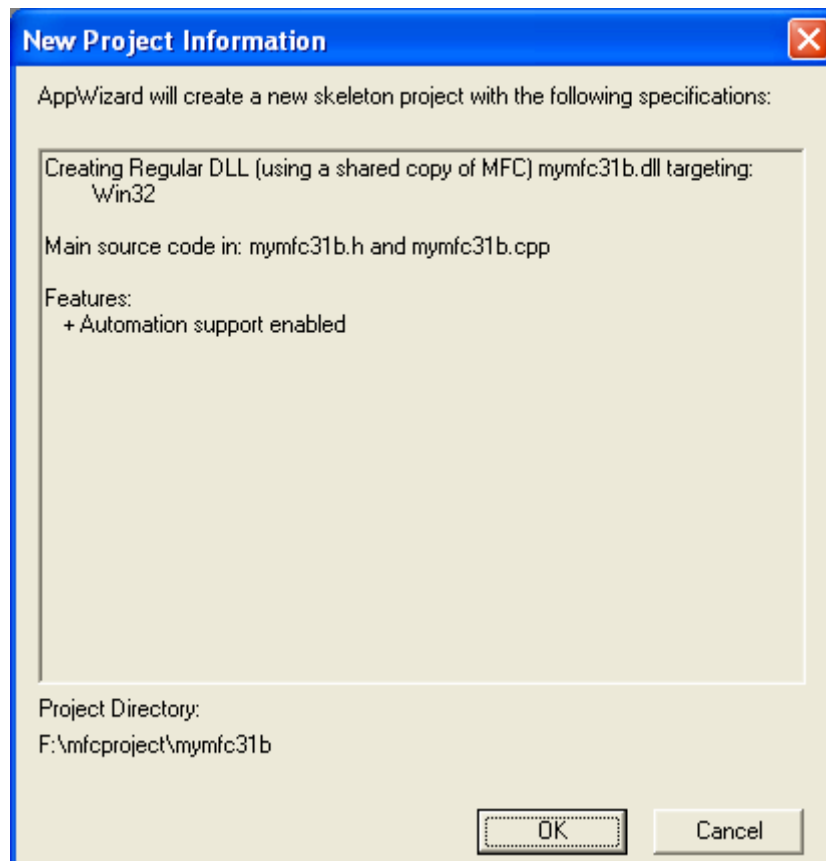 New Project Information
AppWizard will create a new skeleton project with the following specifications:
Creating Regular DLL (using a shared copy of MFC) mymfc31b.dll targeting:
Win32
Main source code in: mymfc31b.h and mymfc31b.cpp
Features:
+ Automation support enabled
Project Directory:
F:\mfcproject\mymfc31b
OK Cancel